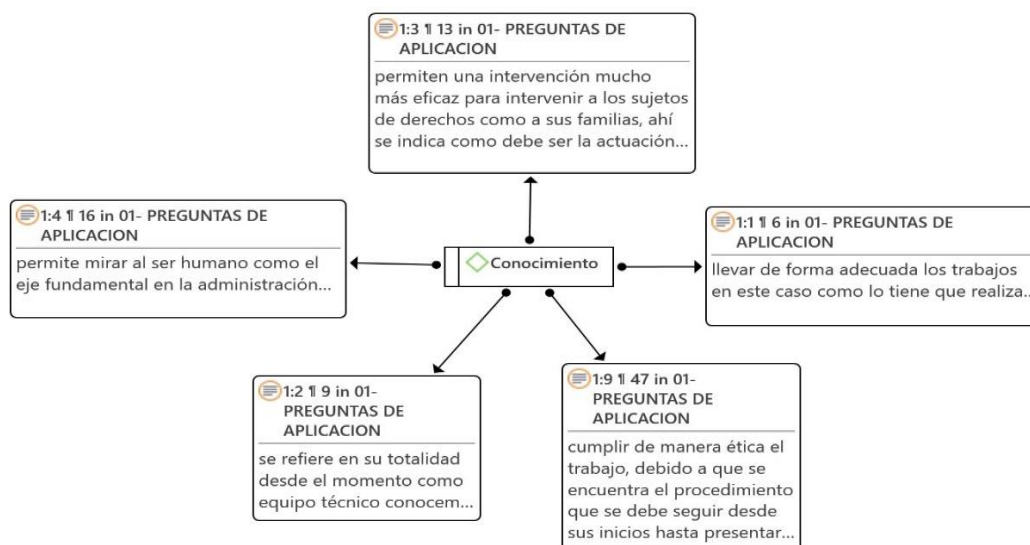 1:3 ¶ 13 in 01- PREGUNTAS DE
APLICACION
permiten una intervención mucho
más eficaz para intervenir a los sujetos
de derechos como a sus familias, ahí
se indica como debe ser la actuación...
1:4 ¶ 16 in 01- PREGUNTAS DE
APLICACION
permite mirar al ser humano como el
eje fundamental en la administración...
Conocimiento
1:1 ¶ 6 in 01- PREGUNTAS DE
APLICACION
llevar de forma adecuada los trabajos
en este caso como lo tiene que realiza...
1:2 ¶ 9 in 01-
PREGUNTAS DE
APLICACION
se refiere en su totalidad
desde el momento como
equipo técnico conocem...
1:9 ¶ 47 in 01-
PREGUNTAS DE
APLICACION
cumplir de manera ética el
trabajo, debido a que se
encuentra el procedimiento
que se debe seguir desde
sus inicios hasta presentar...